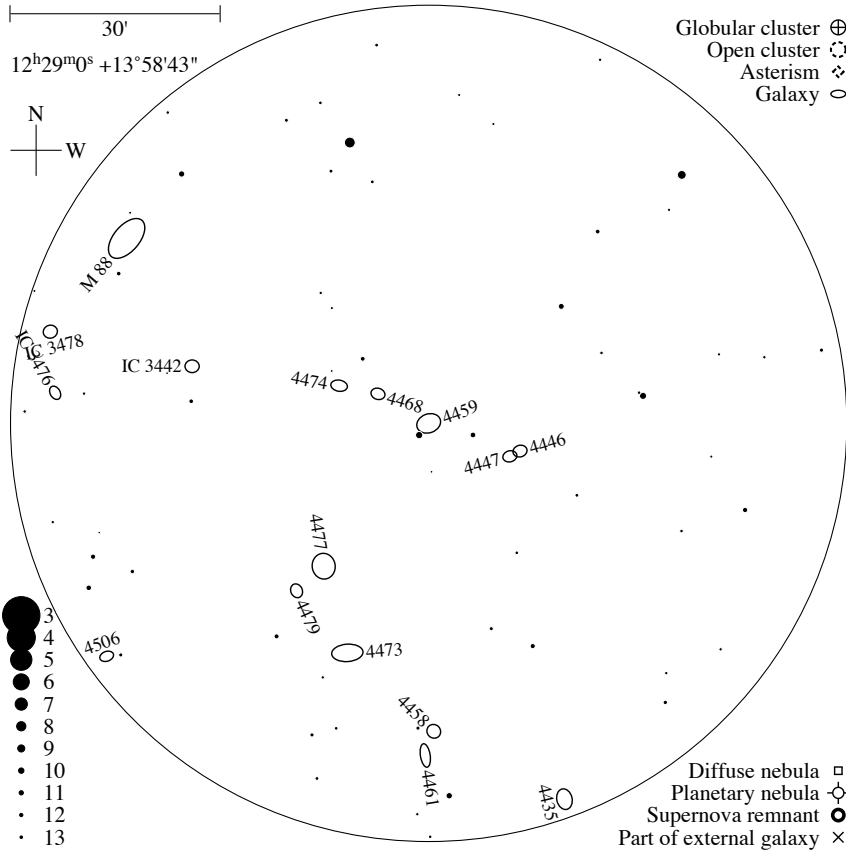 30'
12h29m0s +13°58'43"
N
W
Globular cluster
Open cluster
Asterism
Galaxy
M 88
IC 3478
IC 3476
IC 3442
4474
4468
4459
4447
4446
4477
4479
4473
4506
4458
4461
4435
3
4
5
6
7
8
9
10
11
12
13
Diffuse nebula
Planetary nebula
Supernova remnant
Part of external galaxy